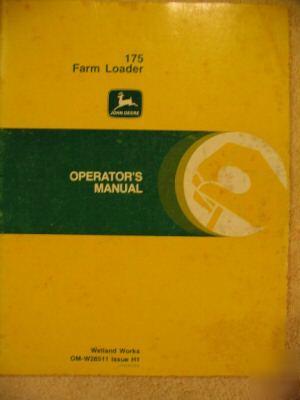 175
Farm Loader
JOHN DEERE
OPERATOR'S
MANUAL
Welland Works
OM-W26511 Issue H1